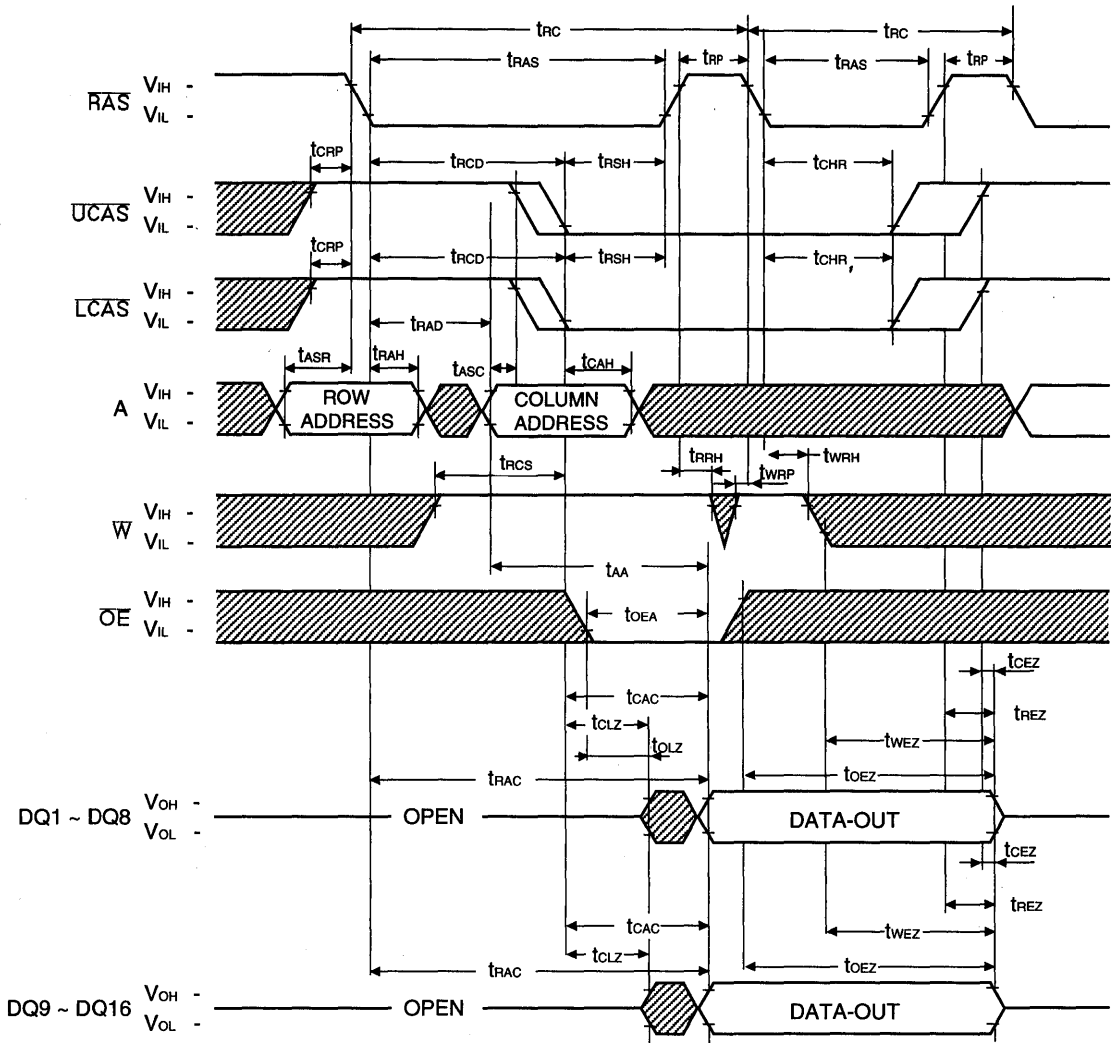 tRC tRC
tRAS tRP tRAS tRP
RAS VIH -
VIL -
tCRP tRCD tRSH tCHR
UCAS VIH -
VIL -
tCRP tRCD tRSH tCHR,
LCAS VIH -
VIL -
tRAD
tASR tRAH tASC tCAH
A VIH -
VIL -
ROW ADDRESS
COLUMN ADDRESS
tRCS tRRH tWRP tWRH
W VIH -
VIL -
tAA
OE VIH -
VIL -
tOEA
tCEZ
tCAC tREZ
tCLZ tWEZ
tOLZ
tRAC tOEZ
DQ1 ~ DQ8 VOH -
VOL -
OPEN DATA-OUT
tCEZ
tREZ
tCAC tWEZ
tCLZ
tRAC tOEZ
DQ9 ~ DQ16 VOH -
VOL -
OPEN DATA-OUT